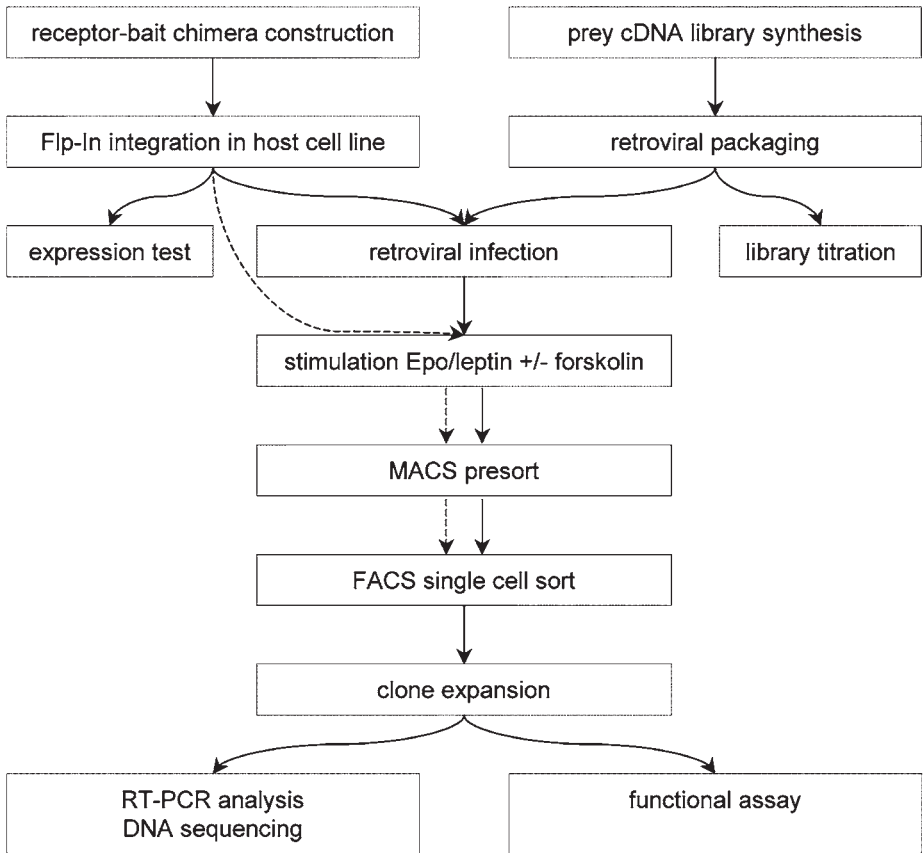 receptor-bait chimera construction
prey cDNA library synthesis
Flp-In integration in host cell line
retroviral packaging
expression test
retroviral infection
library titration
stimulation Epo/leptin +/- forskolin
MACS presort
FACS single cell sort
clone expansion
RT-PCR analysis
DNA sequencing
functional assay